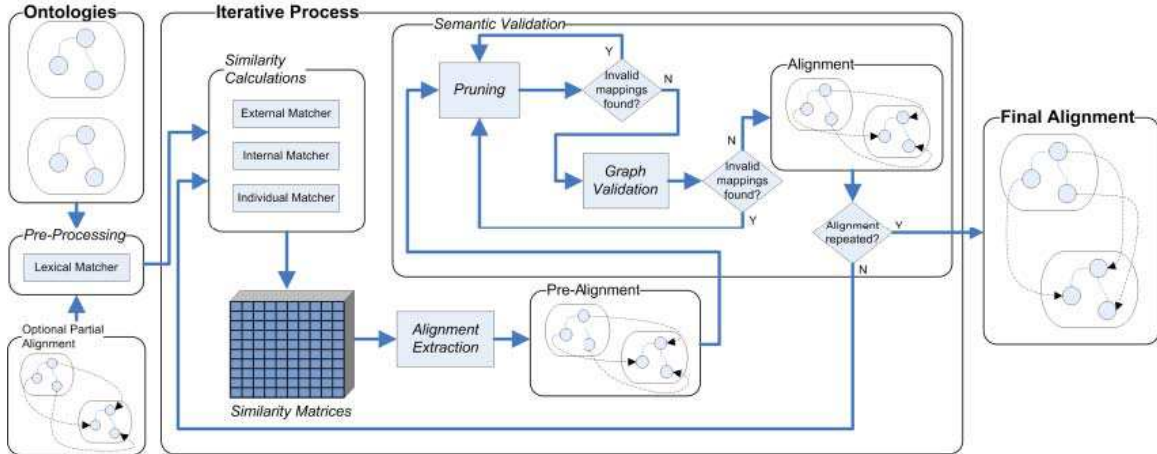 Ontologies
Iterative Process
Semantic Validation
Similarity
Calculations
External Matcher
Internal Matcher
Individual Matcher
Pruning
Y
Invalid
mappings
found?
N
Alignment
Graph
Validation
N
Invalid
mappings
found?
Y
Final Alignment
Pre-Processing
Lexical Matcher
Alignment
repeated?
Y
N
Optional Partial
Alignment
Similarity Matrices
Alignment
Extraction
Pre-Alignment